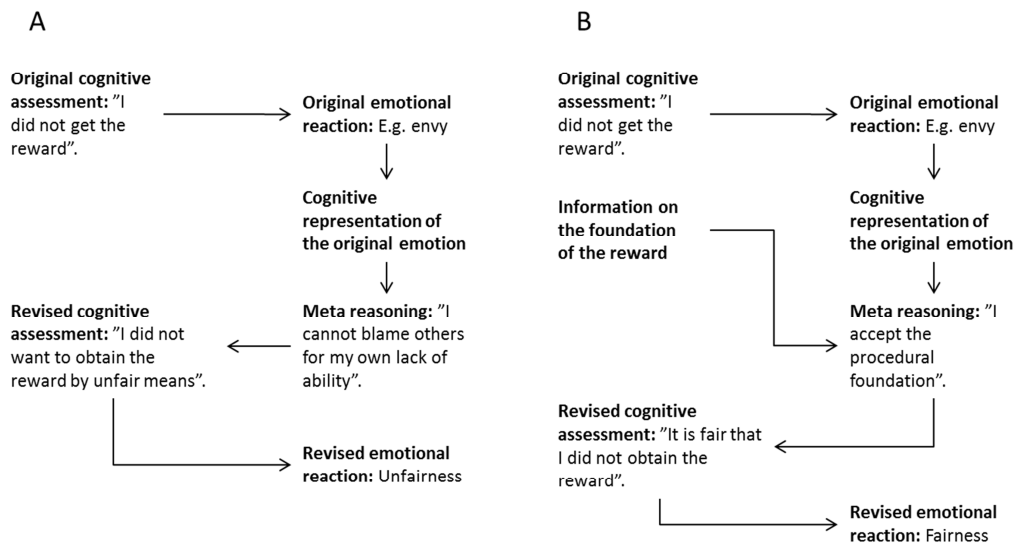 A
Original cognitive
assessment: ”I
did not get the
reward”.
Original emotional
reaction: E.g. envy
Cognitive
representation of
the original emotion
Meta reasoning: ”I
cannot blame others
for my own lack of
ability”.
Revised cognitive
assessment: ”I did not
want to obtain the
reward by unfair means”.
Revised emotional
reaction: Unfairness
B
Original cognitive
assessment: ”I
did not get the
reward”.
Original emotional
reaction: E.g. envy
Cognitive
representation of
the original emotion
Information on
the foundation
of the reward
Meta reasoning: ”I
accept the
procedural
foundation”.
Revised cognitive
assessment: ”It is fair that
I did not obtain the
reward”.
Revised emotional
reaction: Fairness